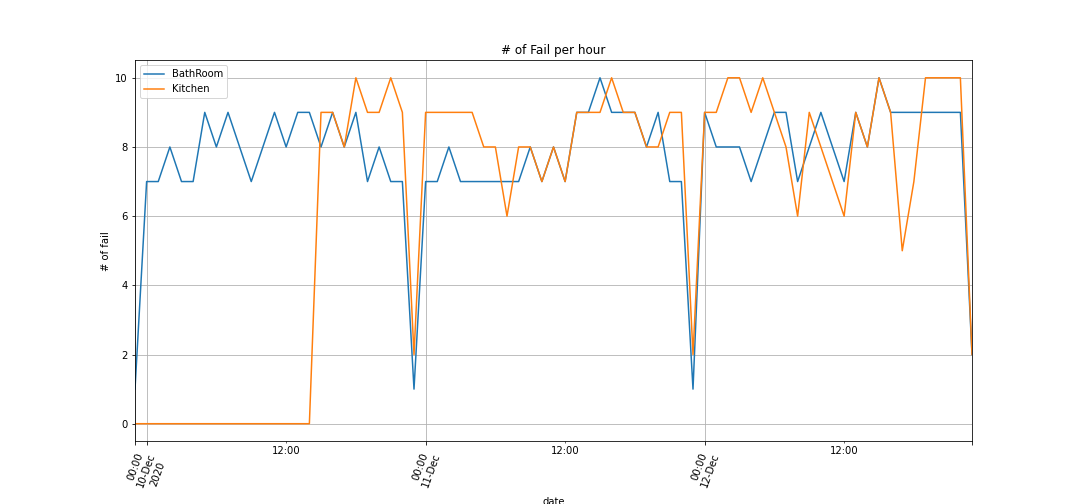 # of Fail per hour
BathRoom
Kitchen
10
8
6
4
2
0
# of fail
00:00
10-Dec
2020
12:00
00:00
11-Dec
12:00
00:00
12-Dec
12:00
date